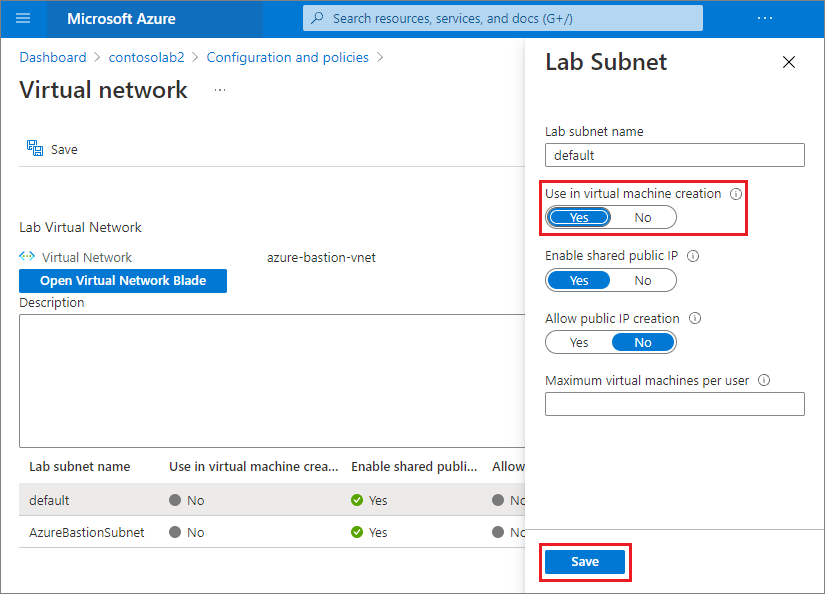 Microsoft Azure
Search resources, services, and docs (G+/)
...
Dashboard > contosolab2 > Configuration and policies >
Virtual network ...
Save
Lab Virtual Network
Virtual Network azure-bastion-vnet
Open Virtual Network Blade
Description
Lab subnet name Use in virtual machine crea... Enable shared publi... Allow
default No Yes No
AzureBastionSubnet No Yes No
Lab Subnet
Lab subnet name
default
Use in virtual machine creation
Yes No
Enable shared public IP
Yes No
Allow public IP creation
Yes No
Maximum virtual machines per user
Save